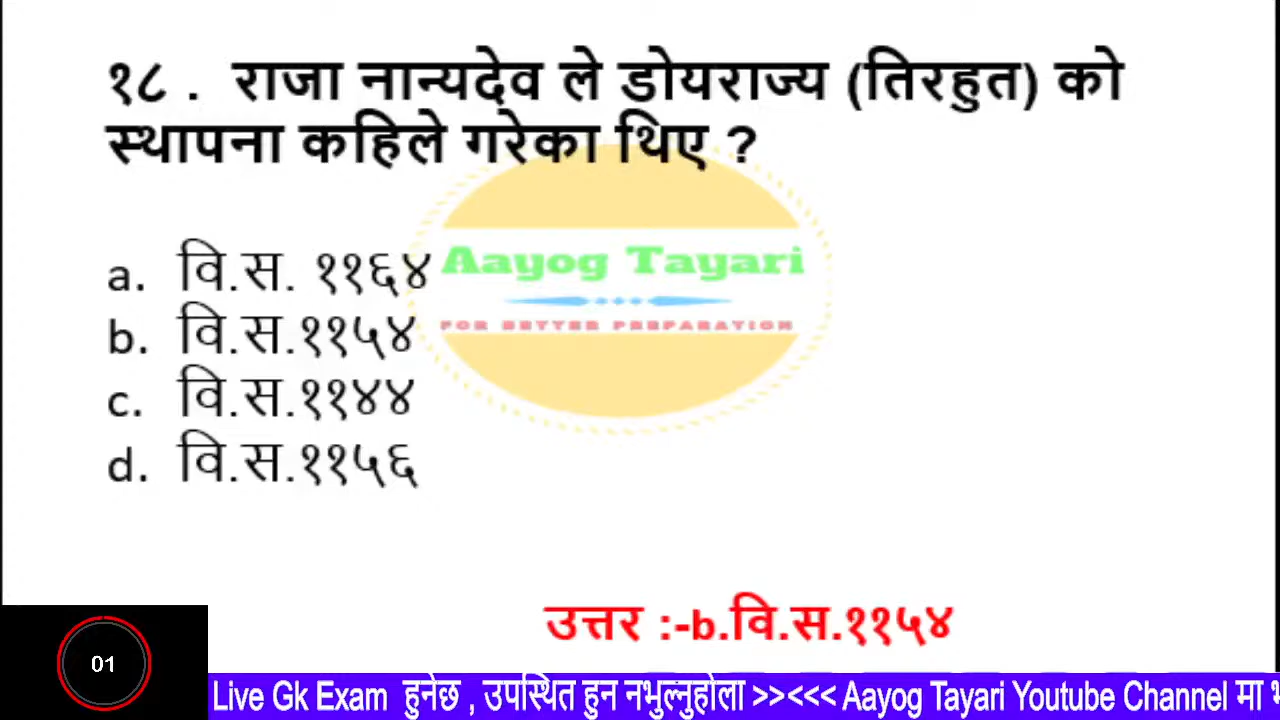 १८ . राजा नान्यदेव ले डोयराज्य (तिरहुत) को
स्थापना कहिले गरेका थिए ?
Aayog Tayari
FOR BETTER PREPARATION
a. वि.स. ११६४
b. वि.स.११५४
c. वि.स.११४४
d. वि.स.११५६
उत्तर :-b.वि.स.११५४
01
Live Gk Exam हुनेछ , उपस्थित हुन नभुल्नुहोला >><<< Aayog Tayari Youtube Channel मा